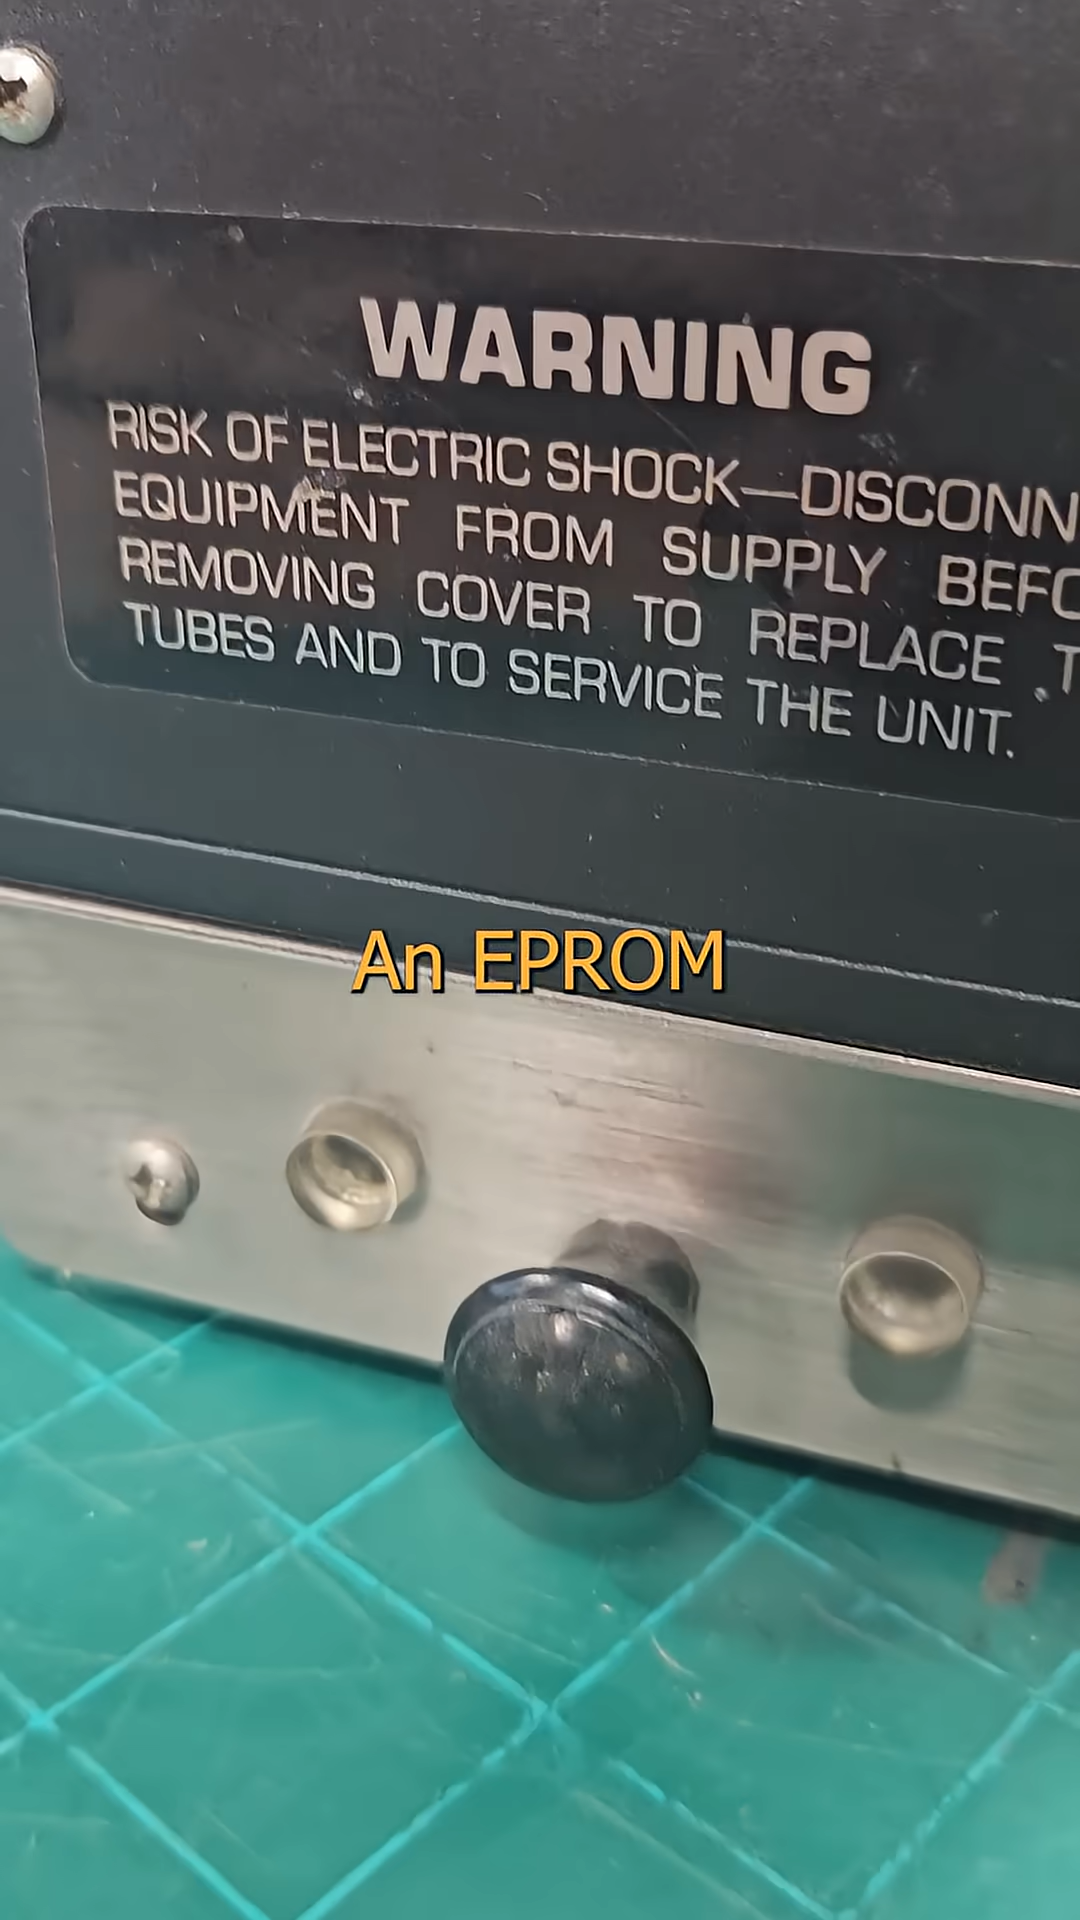 WARNING
RISK OF ELECTRIC SHOCK—DISCONN
EQUIPMENT FROM SUPPLY BEFO
REMOVING COVER TO REPLACE T
TUBES AND TO SERVICE THE UNIT.
An EPROM